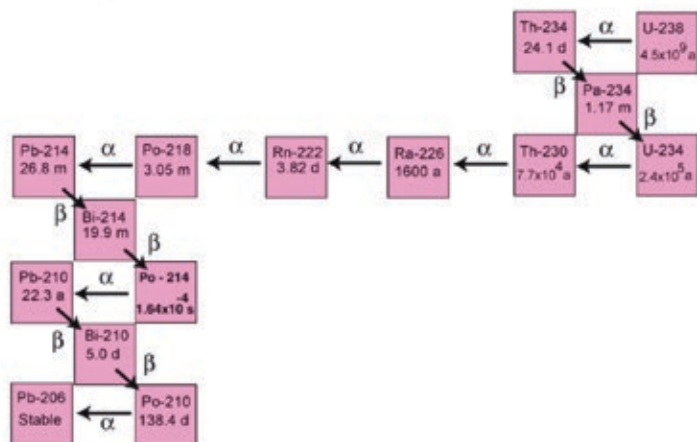 Th-234
24.1 d
α
U-238
4.5x10⁹a
β
Pa-234
1.17 m
β
Pb-214
26.8 m
α
Po-218
3.05 m
α
Rn-222
3.82 d
α
Ra-226
1600 a
α
Th-230
7.7x10⁴a
α
U-234
2.4x10⁵a
β
Bi-214
19.9 m
β
Pb-210
22.3 a
α
Po - 214
1.64x10⁻⁴s
β
Bi-210
5.0 d
β
Pb-206
Stable
α
Po-210
138.4 d